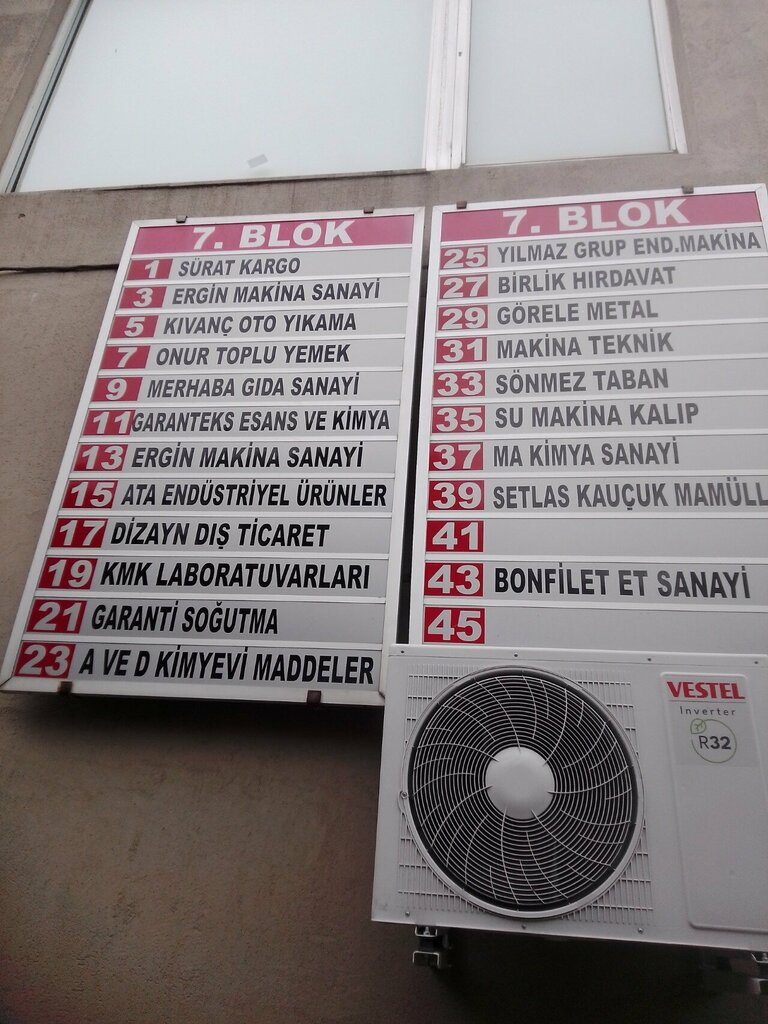 7. BLOK
1 SÜRAT KARGO
3 ERGİN MAKİNA SANAYİ
5 KIVANÇ OTO YIKAMA
7 ONUR TOPLU YEMEK
9 MERHABA GIDA SANAYİ
11 GARANTEKS ESANS VE KİMYA
13 ERGİN MAKİNA SANAYİ
15 ATA ENDÜSTRİYEL ÜRÜNLER
17 DİZAYN DIŞ TİCARET
19 KMK LABORATUVARLARI
21 GARANTİ SOĞUTMA
23 A VE D KİMYEVİ MADDELER
7. BLOK
25 YILMAZ GRUP END.MAKİNA
27 BİRLİK HIRDAVAT
29 GÖRELE METAL
31 MAKİNA TEKNİK
33 SÖNMEZ TABAN
35 SU MAKİNA KALIP
37 MA KİMYA SANAYİ
39 SETLAS KAUÇUK MAMÜLL
41
43 BONFİLET ET SANAYİ
45
VESTEL
Inverter
R32